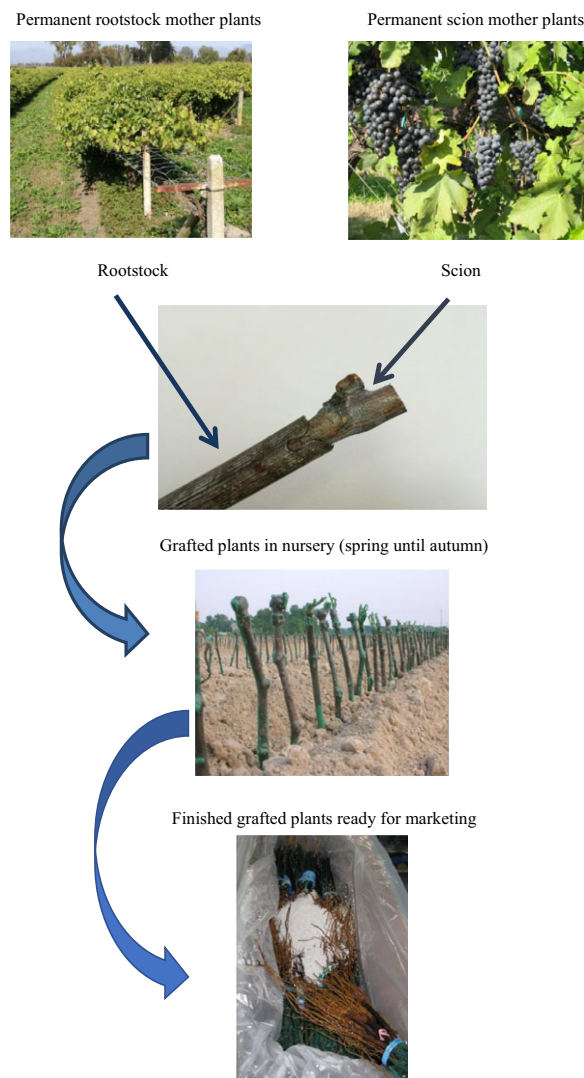 Permanent rootstock mother plants
Permanent scion mother plants
Rootstock
Scion
Grafted plants in nursery (spring until autumn)
Finished grafted plants ready for marketing